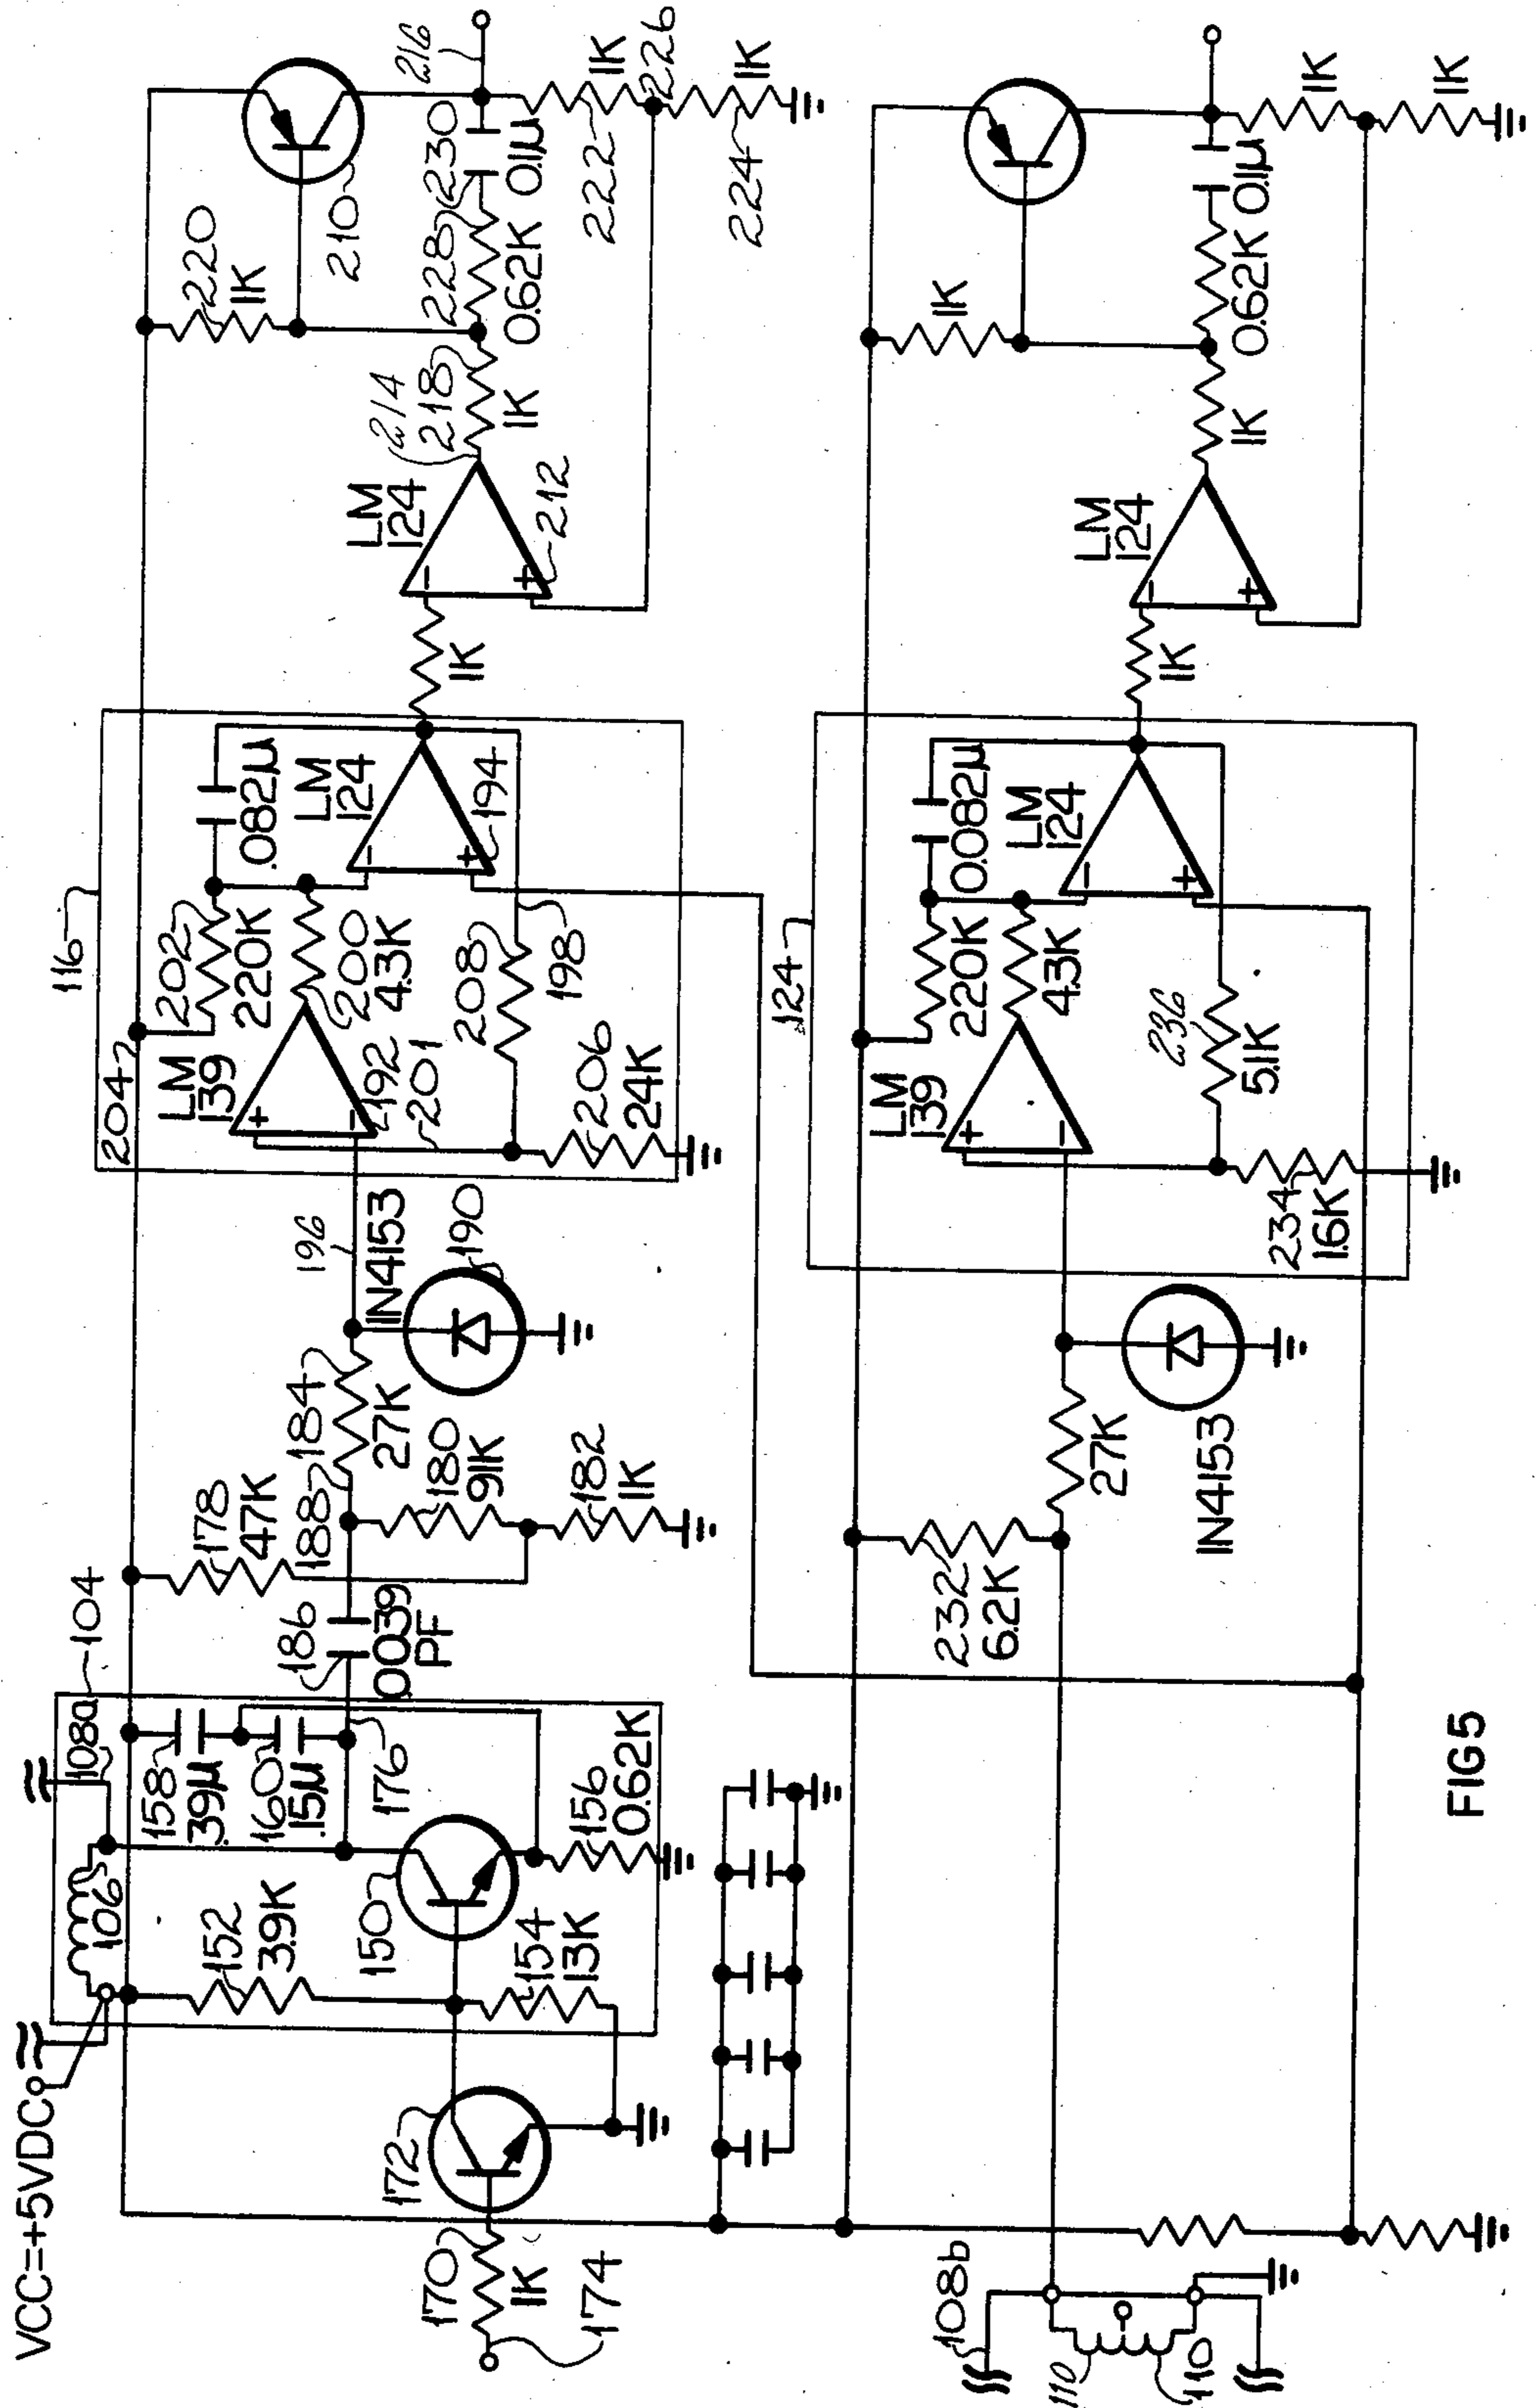 VCC=+5VDC
104
108a
106
152
3.9K
158
.39µ
160
.15µ
176
150
154
13K
156
0.62K
172
170
1K
174
186
.0039
PF
178
47K
188
184
27K
180
91K
182
1K
196
1N4153
190
116
204
LM
139
+
−
192
201
202
220K
200
4.3K
208
198
206
24K
.082µ
LM
124
−
+
194
1K
LM
124
−
+
212
214
218
1K
220
1K
210
228
0.62K
230
0.1µ
216
222
1K
226
224
1K
108b
110
110
232
6.2K
27K
1N4153
124
LM
139
+
−
220K
4.3K
236
5.1K
234
1.6K
0.082µ
LM
124
−
+
1K
LM
124
−
+
1K
1K
0.62K
0.1µ
1K
1K
FIG 5